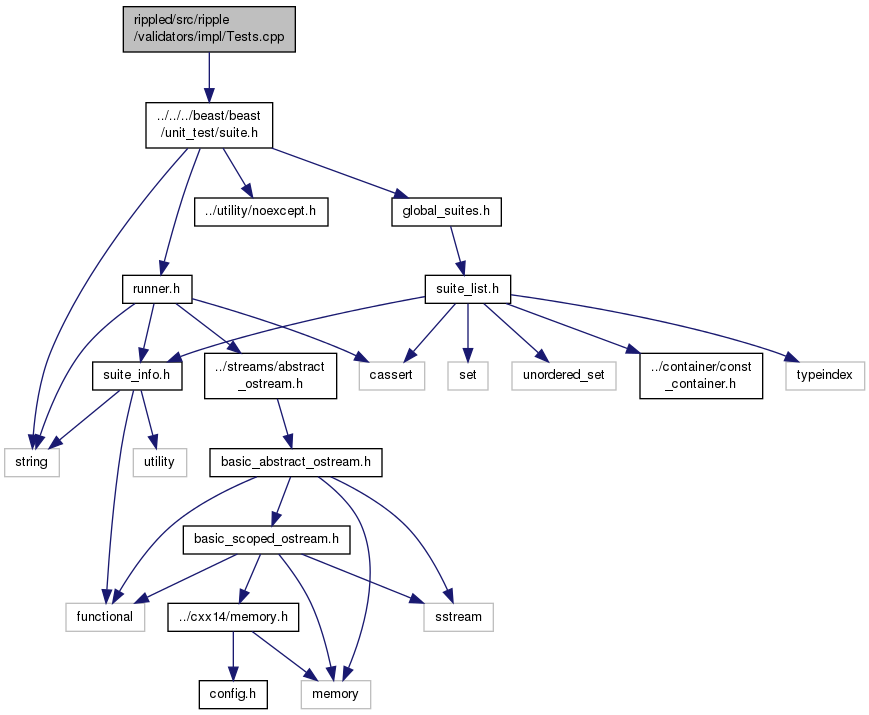 rippled/src/ripple
/validators/impl/Tests.cpp
../../../beast/beast
/unit_test/suite.h
../utility/noexcept.h
global_suites.h
runner.h
suite_list.h
suite_info.h
../streams/abstract
_ostream.h
cassert
set
unordered_set
../container/const
_container.h
typeindex
string
utility
basic_abstract_ostream.h
basic_scoped_ostream.h
functional
../cxx14/memory.h
sstream
config.h
memory